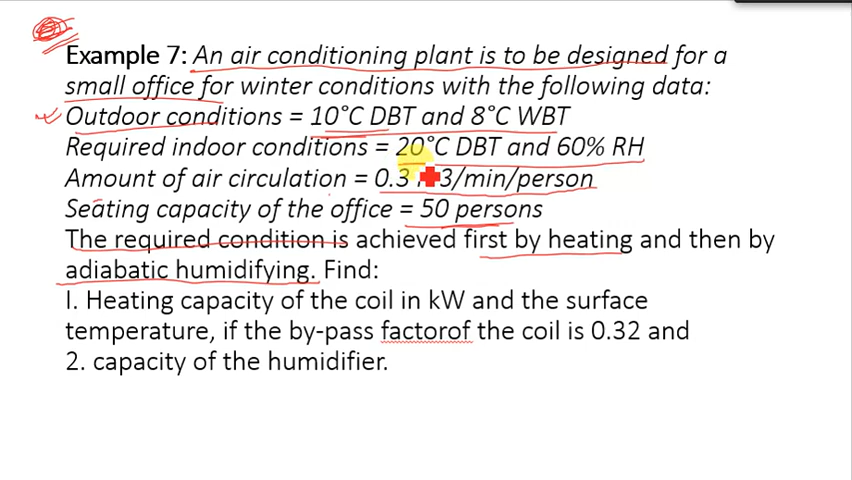 Example 7: An air conditioning plant is to be designed for a
small office for winter conditions with the following data:
Outdoor conditions = 10°C DBT and 8°C WBT
Required indoor conditions = 20°C DBT and 60% RH
Amount of air circulation = 0.3 3/min/person
Seating capacity of the office = 50 persons
The required condition is achieved first by heating and then by
adiabatic humidifying. Find:
I. Heating capacity of the coil in kW and the surface
temperature, if the by-pass factorof the coil is 0.32 and
2. capacity of the humidifier.